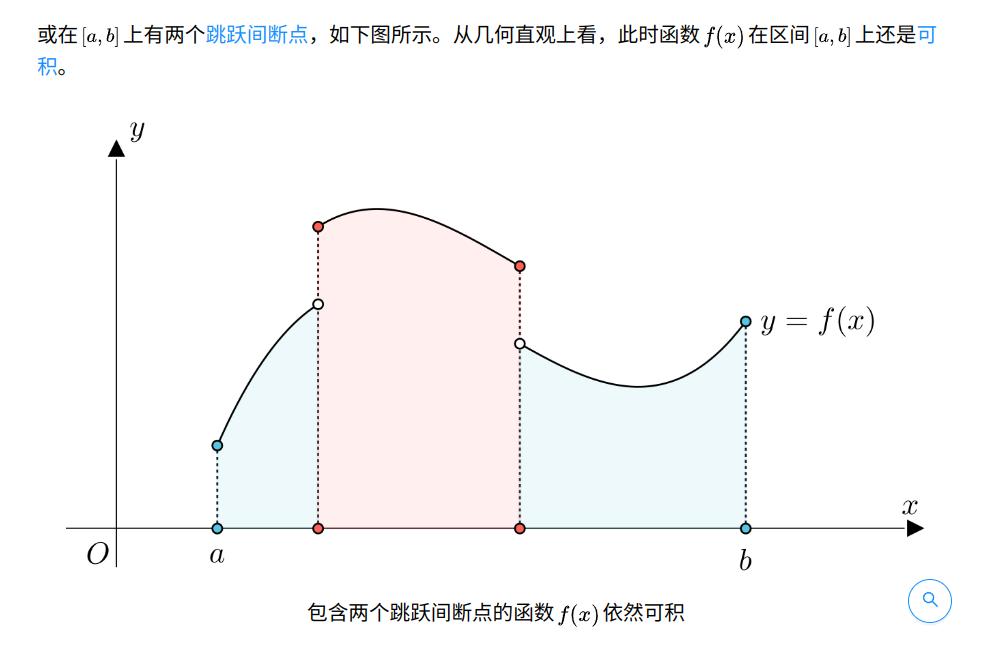 或在 [a, b] 上有两个跳跃间断点，如下图所示。从几何直观上看，此时函数 f(x) 在区间 [a, b] 上还是可
积。
y
y = f(x)
x
O
a
b
包含两个跳跃间断点的函数 f(x) 依然可积